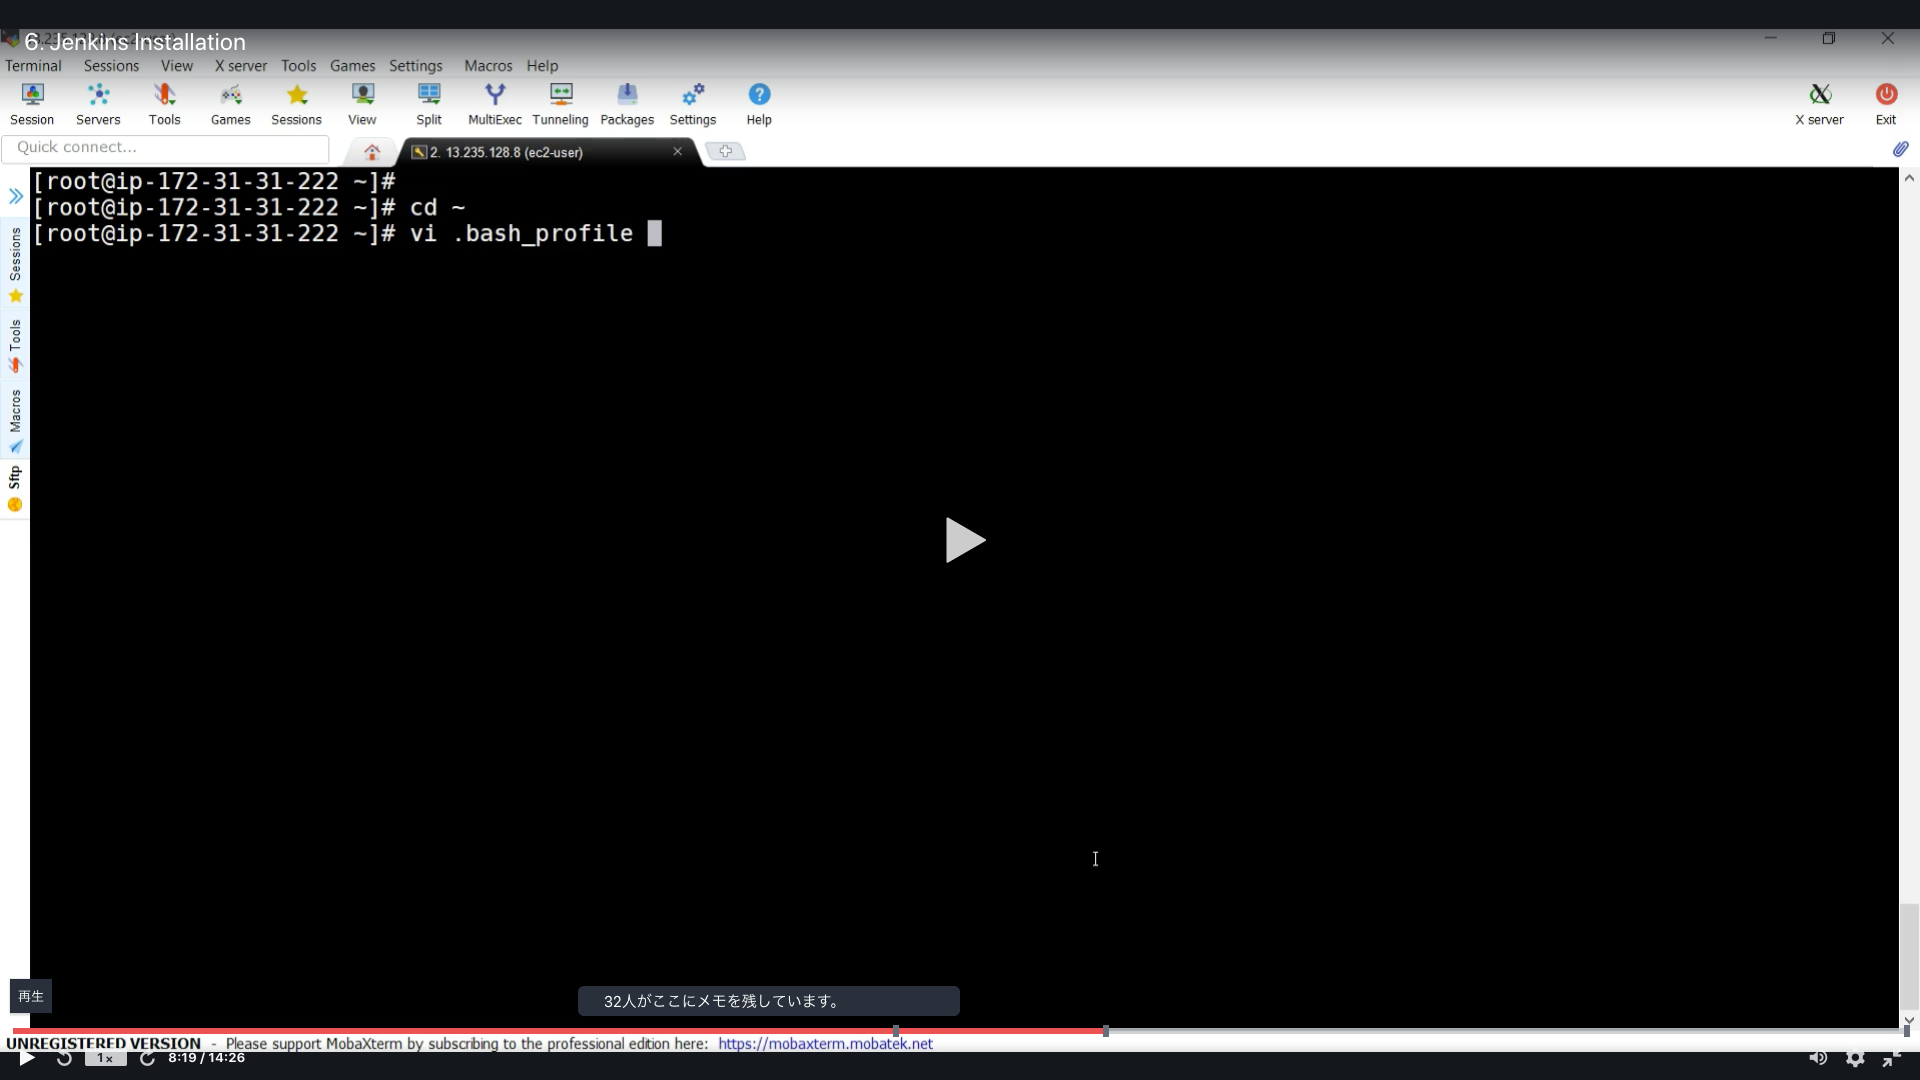 6. Jenkins Installation
Terminal Sessions View X server Tools Games Settings Macros Help
Session Servers Tools Games Sessions View Split MultiExec Tunneling Packages Settings Help X server Exit
Quick connect...
2. 13.235.128.8 (ec2-user)
[root@ip-172-31-31-222 ~]#
[root@ip-172-31-31-222 ~]# cd ~
[root@ip-172-31-31-222 ~]# vi .bash_profile
Sessions
Tools
Macros
Sftp
再生
32人がここにメモを残しています。
UNREGISTERED VERSION - Please support MobaXterm by subscribing to the professional edition here: https://mobaxterm.mobatek.net
1x 8:19 / 14:26